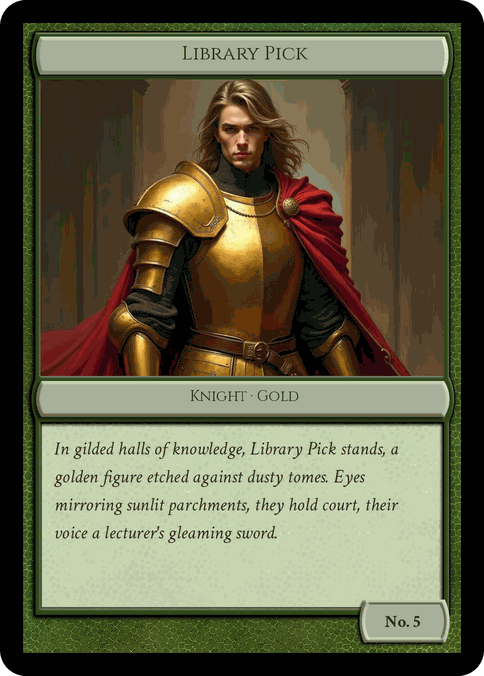 Library Pick
Knight · Gold
In gilded halls of knowledge, Library Pick stands, a
golden figure etched against dusty tomes. Eyes
mirroring sunlit parchments, they hold court, their
voice a lecturer's gleaming sword.
No. 5